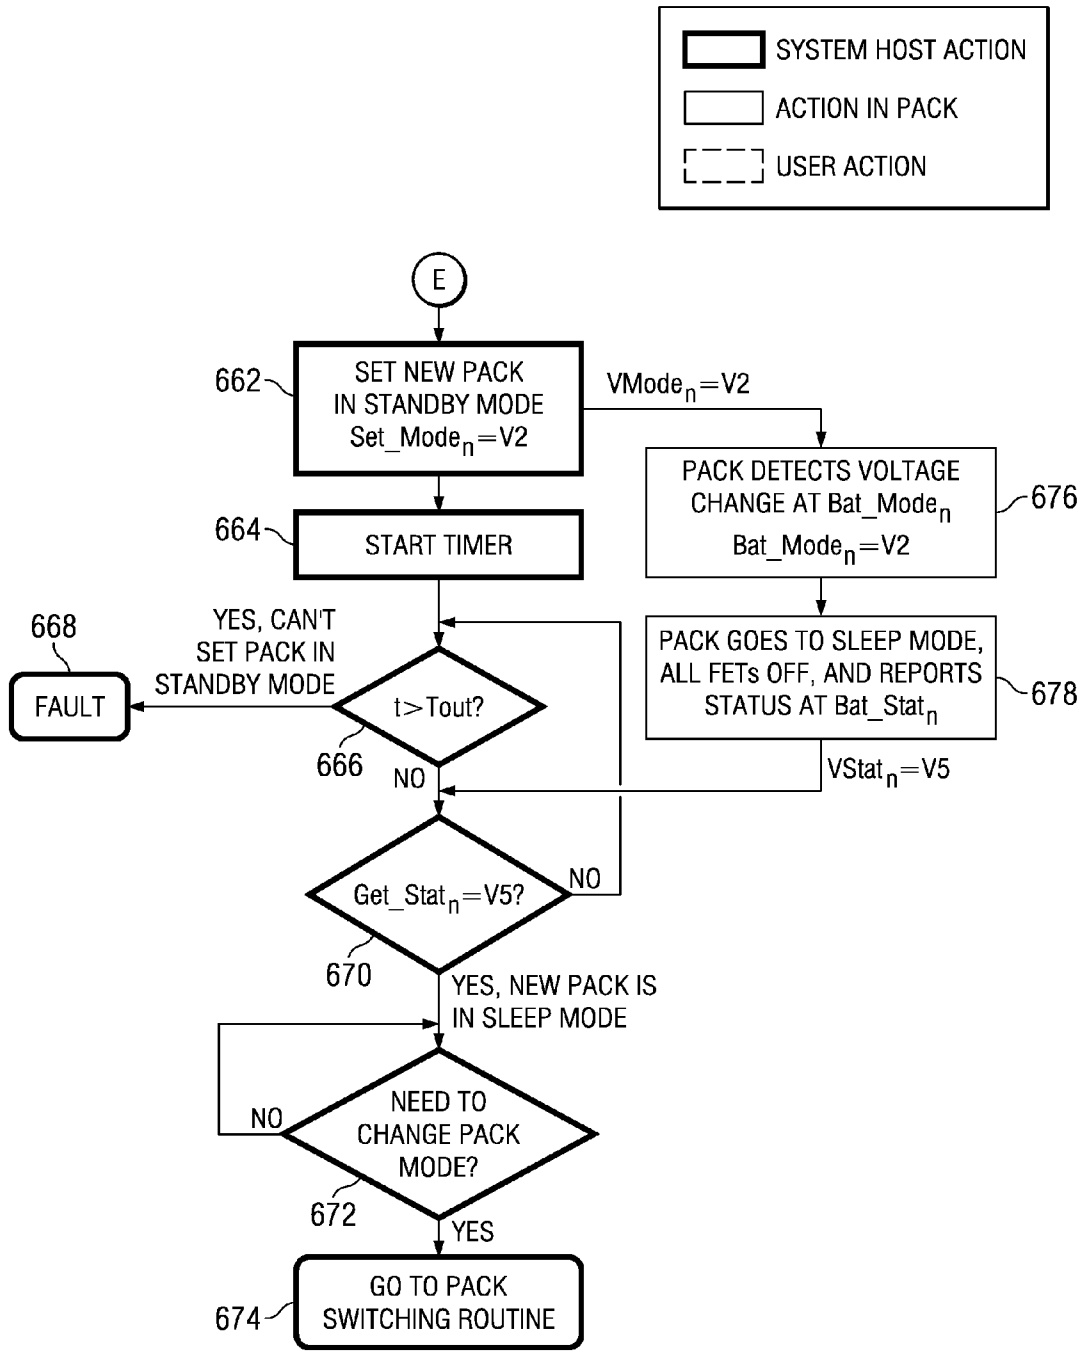 SYSTEM HOST ACTION
ACTION IN PACK
USER ACTION
E
662
SET NEW PACK
IN STANDBY MODE
Set_Moden=V2
VModen=V2
PACK DETECTS VOLTAGE
CHANGE AT Bat_Moden
Bat_Moden=V2
676
664
START TIMER
668
YES, CAN'T
SET PACK IN
STANDBY MODE
FAULT
t>Tout?
666
NO
PACK GOES TO SLEEP MODE,
ALL FETs OFF, AND REPORTS
STATUS AT Bat_Statn
678
VStatn=V5
Get_Statn=V5?
NO
670
YES, NEW PACK IS
IN SLEEP MODE
NEED TO
CHANGE PACK
MODE?
NO
672
YES
GO TO PACK
SWITCHING ROUTINE
674